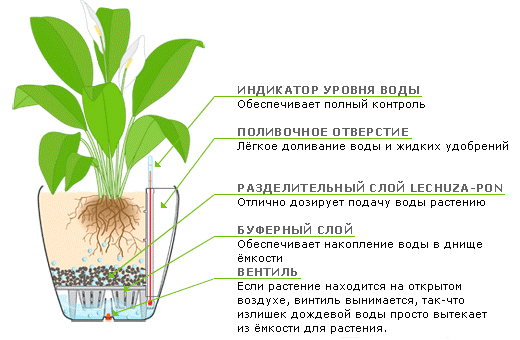 ИНДИКАТОР УРОВНЯ ВОДЫ
Обеспечивает полный контроль
ПОЛИВОЧНОЕ ОТВЕРСТИЕ
Лёгкое доливание воды и жидких удобрений
РАЗДЕЛИТЕЛЬНЫЙ СЛОЙ LECHUZA-PON
Отлично дозирует подачу воды растению
БУФЕРНЫЙ СЛОЙ
Обеспечивает накопление воды в днище
ёмкости
ВЕНТИЛЬ
Если растение находится на открытом
воздухе, винтиль вынимается, так-что
излишек дождевой воды просто вытекает
из ёмкости для растения.